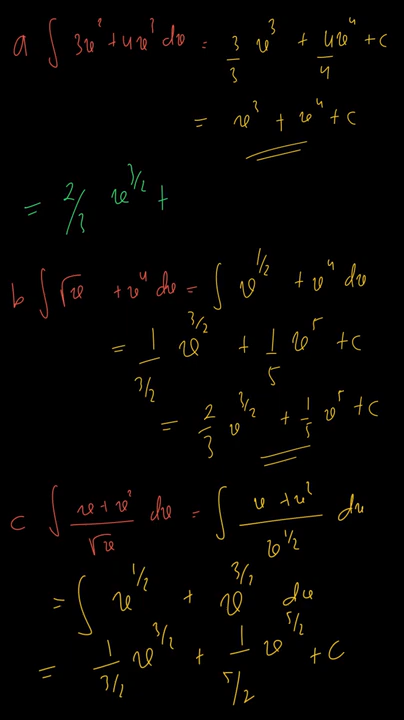 a ∫ 3x² + 4x³ dx = 3/3 x³ + 4x⁴/4 + c
= x³ + x⁴ + c
= 2/3 x^3/2 +
b ∫ √x + x⁴ dx = ∫ x^1/2 + x⁴ dx
= 1/3/2 x^3/2 + 1/5 x⁵ + c
= 2/3 x^3/2 + 1/5 x⁵ + c
c ∫ x + x²/√x dx = ∫ x + x²/x^1/2 dx
= ∫ x^1/2 + x^3/2 dx
= 1/3/2 x^3/2 + 1/5/2 x^5/2 + c